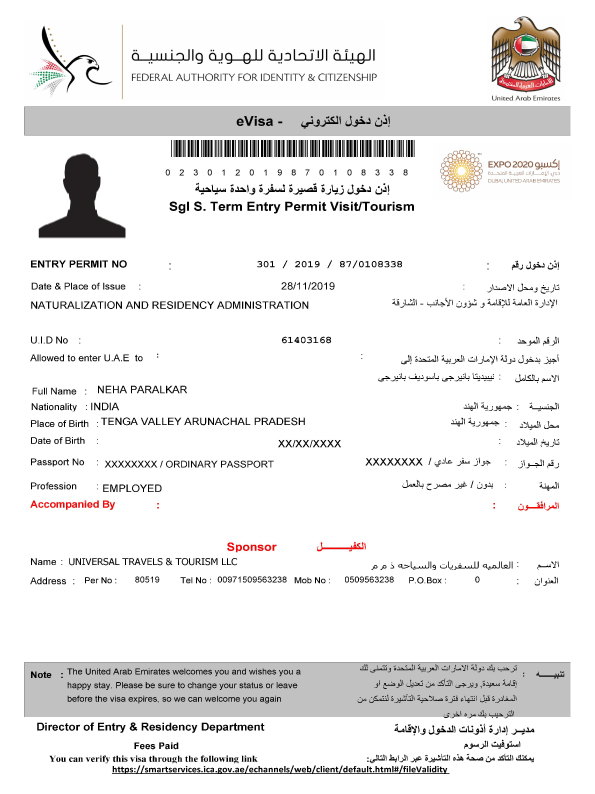 الهيئة الاتحادية للهوية والجنسية
FEDERAL AUTHORITY FOR IDENTITY & CITIZENSHIP
United Arab Emirates
eVisa - إذن دخول الكتروني
0 2 3 0 1 2 0 1 9 8 7 0 1 0 8 3 3 8
إكسبو EXPO 2020
دبي، الإمارات العربية المتحدة
DUBAI, UNITED ARAB EMIRATES
إذن دخول زيارة قصيرة لسفرة واحدة سياحية
Sgl S. Term Entry Permit Visit/Tourism
ENTRY PERMIT NO : 301 / 2019 / 87/0108338 : إذن دخول رقم
Date & Place of Issue : 28/11/2019 : تاريخ ومحل الاصدار
NATURALIZATION AND RESIDENCY ADMINISTRATION الإدارة العامة للإقامة و شؤون الأجانب - الشارقة
U.I.D No : 61403168 : الرقم الموحد
Allowed to enter U.A.E to : : أجيز بدخول دولة الإمارات العربية المتحدة إلى
Full Name : NEHA PARALKAR الاسم بالكامل : نيبيديتا بانيرجي باسوديف بانيرجي
Nationality : INDIA الجنسية : جمهورية الهند
Place of Birth : TENGA VALLEY ARUNACHAL PRADESH محل الميلاد : جمهورية الهند
Date of Birth : XX/XX/XXXX : تاريخ الميلاد
Passport No : XXXXXXXX / ORDINARY PASSPORT رقم الجـواز : جواز سفر عادي / XXXXXXXX
Profession : EMPLOYED المهنة : بدون / غير مصرح بالعمل
Accompanied By : : المرافقــون
Sponsor الكفيـــــل
Name : UNIVERSAL TRAVELS & TOURISM LLC الاســم : العالميه للسفريات والسياحه ذ م م
Address : Per No : 80519 Tel No : 00971509563238 Mob No : 0509563238 P.O.Box : 0 : العنوان
Note : The United Arab Emirates welcomes you and wishes you a
happy stay. Please be sure to change your status or leave
before the visa expires, so we can welcome you again
تنبيـــه : ترحب بك دولة الامارات العربية المتحدة وتتمنى لك
إقامة سعيدة, ويرجى التأكد من تعديل الوضع او
المغادرة قبل انتهاء فترة صلاحية التأشيرة لنتمكن من
الترحيب بك مره اخرى
Director of Entry & Residency Department مديـر إدارة أذونات الدخول والإقامة
Fees Paid استوفيت الرسوم
You can verify this visa through the following link يمكنك التأكد من صحة هذه التأشيرة عبر الرابط التالى:
https://smartservices.ica.gov.ae/echannels/web/client/default.html#/fileValidity